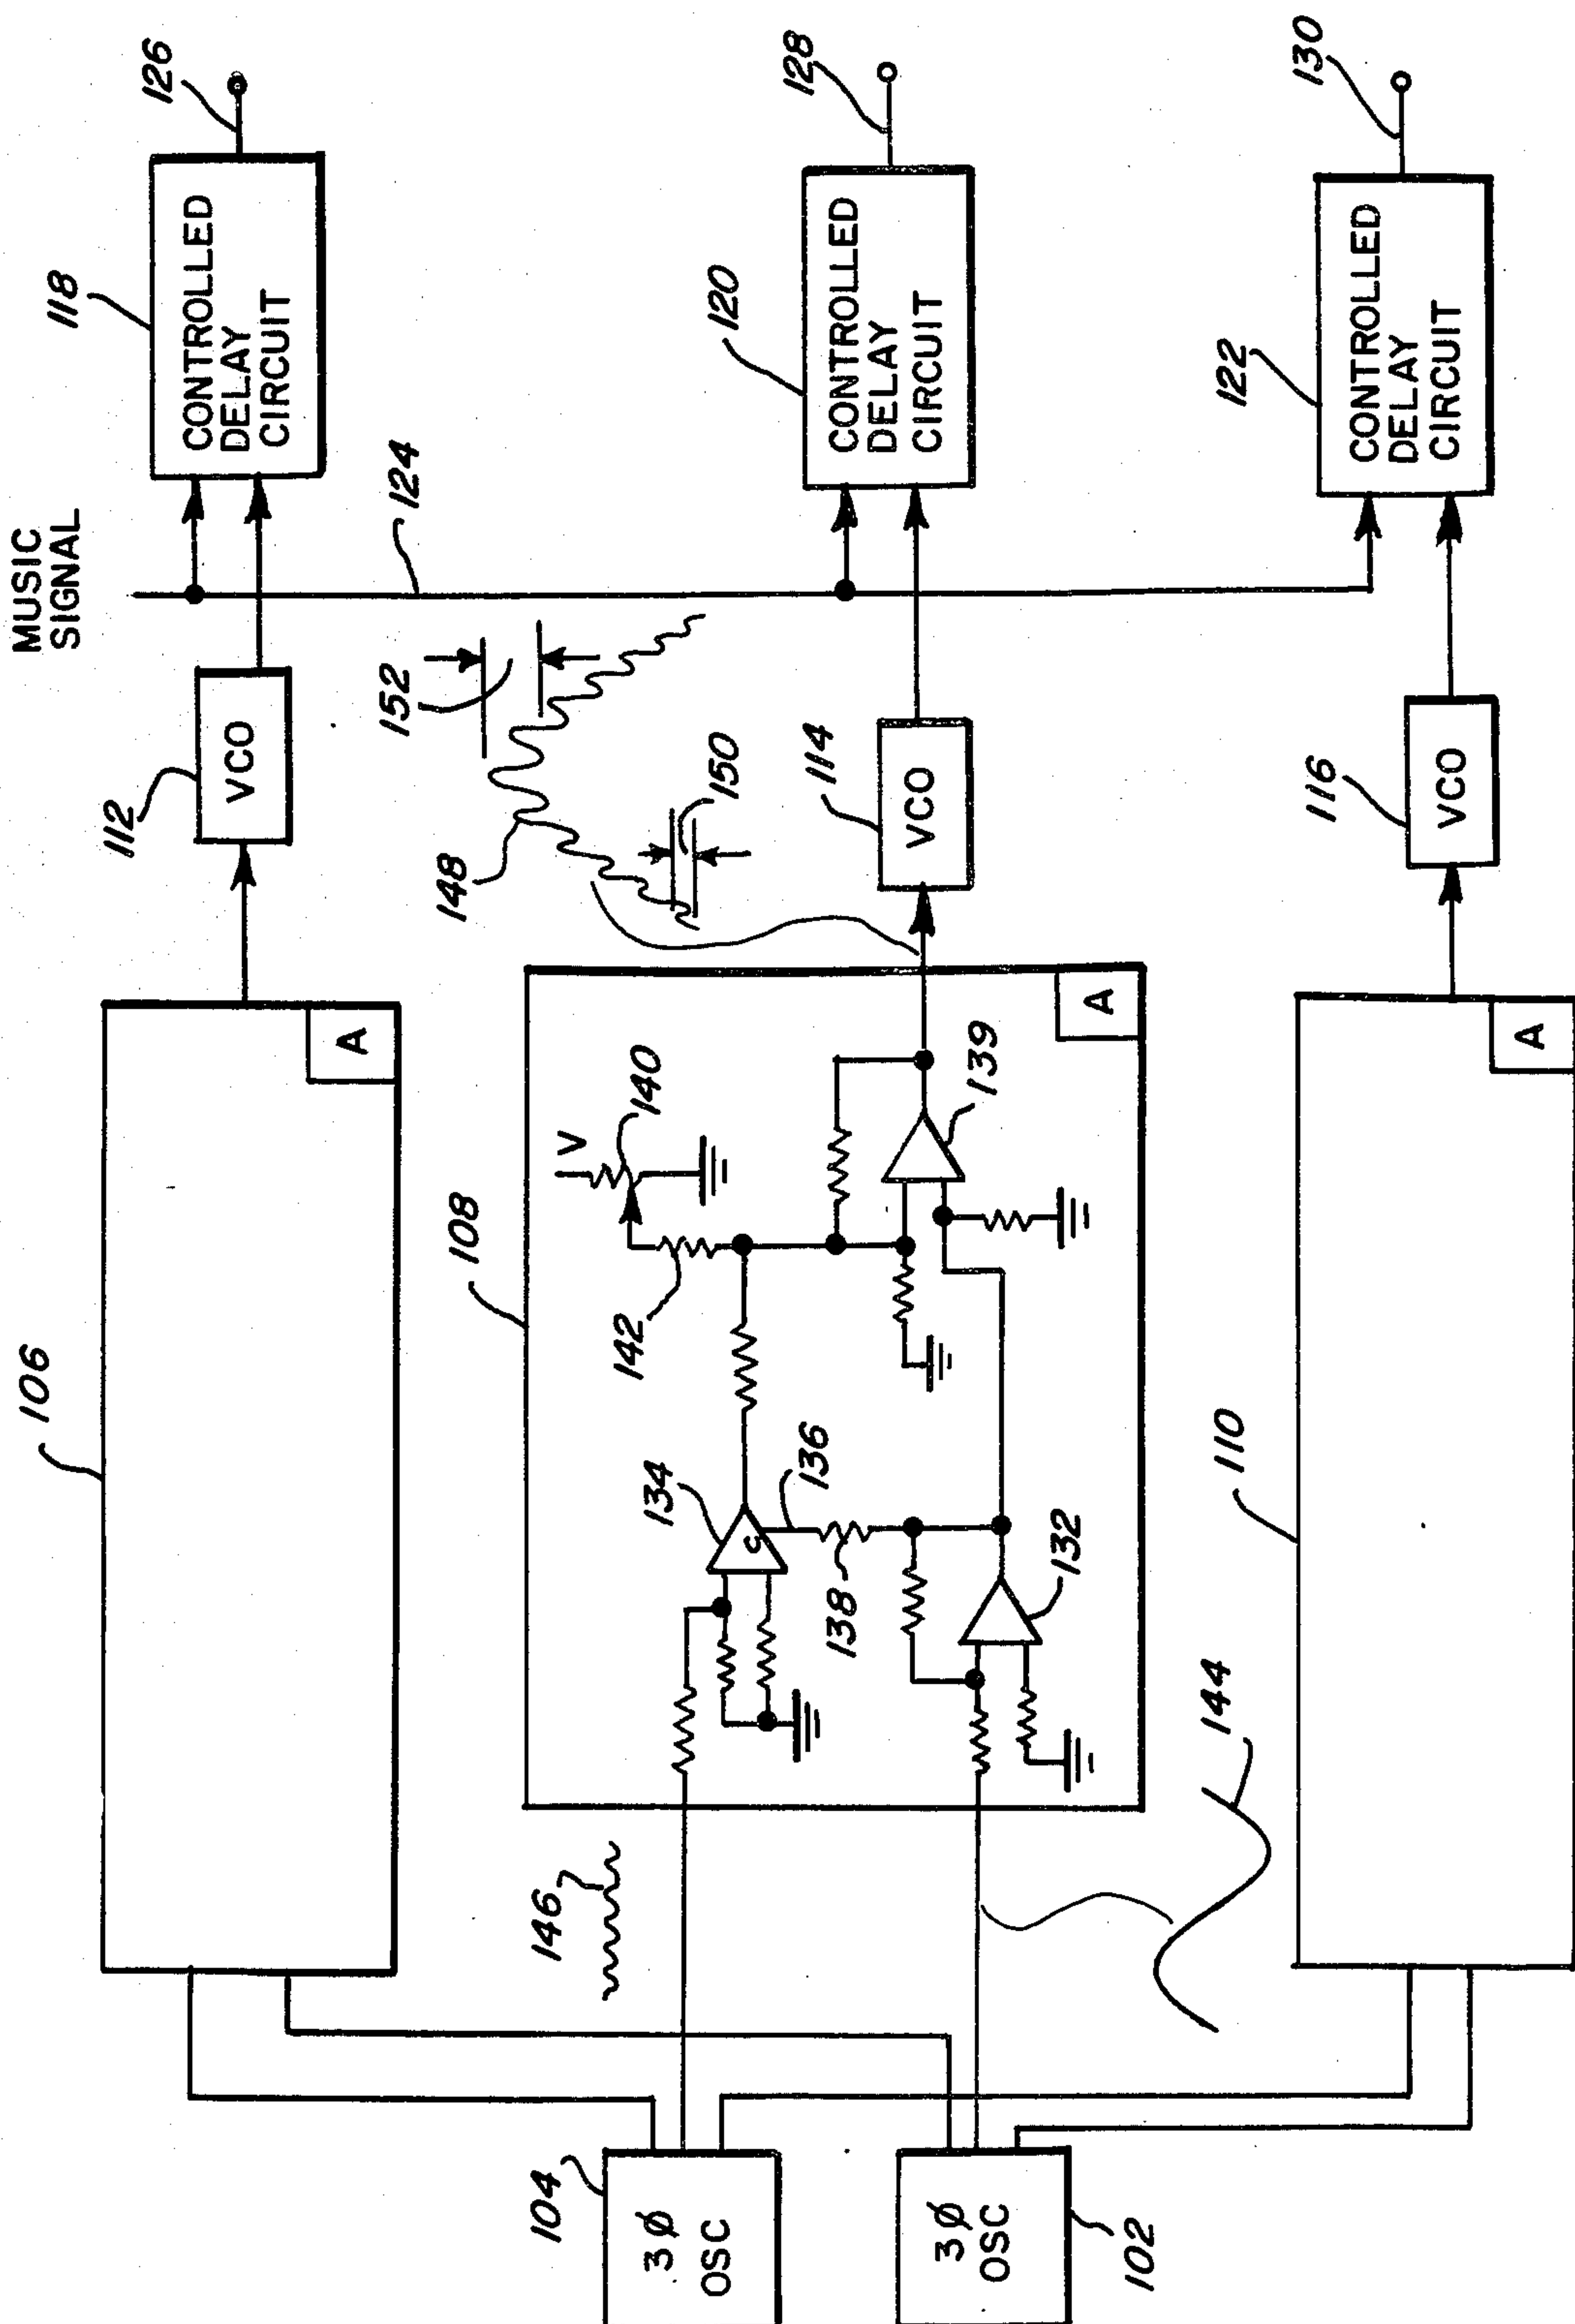 MUSIC
SIGNAL
118
126
CONTROLLED
DELAY
CIRCUIT
112
VCO
106
A
124
152
148
150
120
128
CONTROLLED
DELAY
CIRCUIT
114
VCO
108
V
140
142
139
A
134
C
136
138
132
146
104
3Ø
OSC
102
3Ø
OSC
144
122
130
CONTROLLED
DELAY
CIRCUIT
116
VCO
110
A